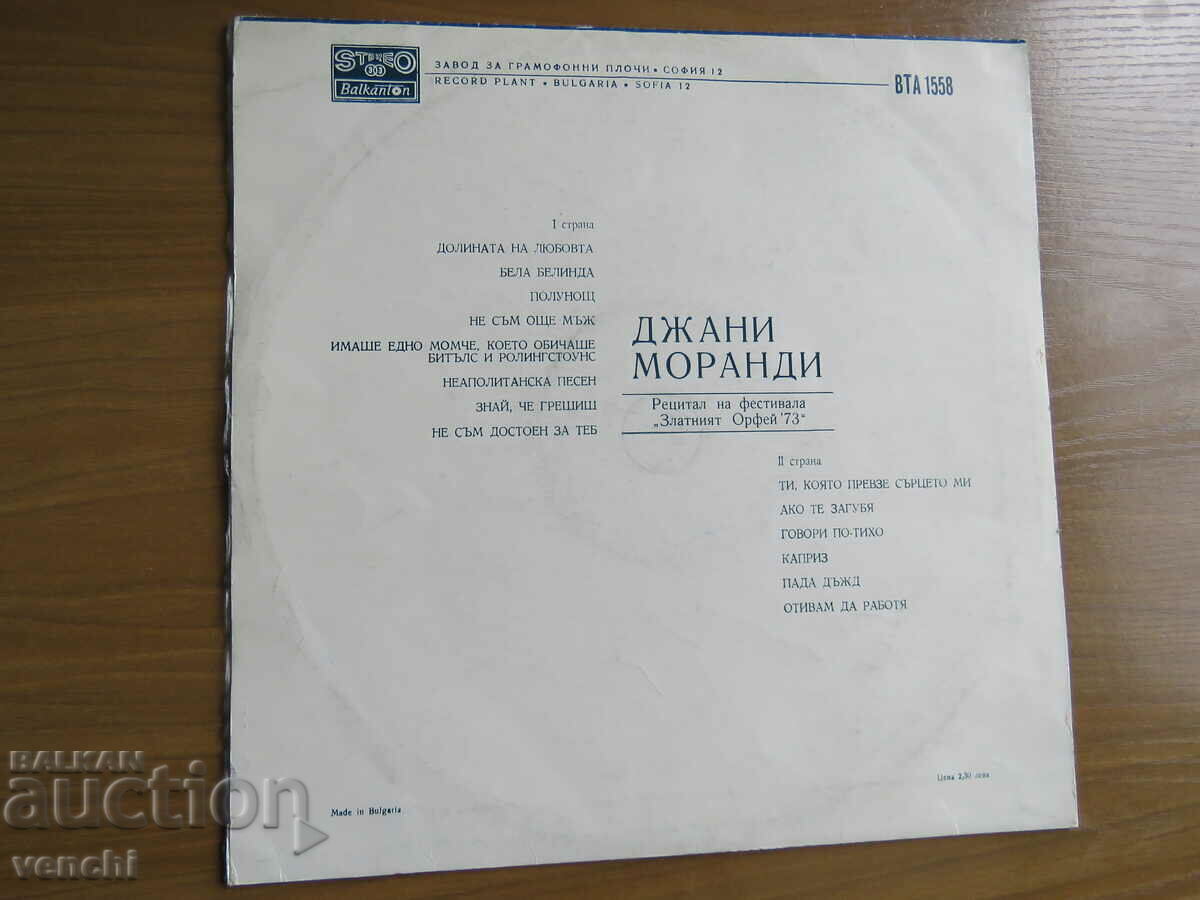 STEREO
33
Balkanton
ЗАВОД ЗА ГРАМОФОННИ ПЛОЧИ • СОФИЯ 12
RECORD PLANT • BULGARIA • SOFIA 12
ВТА 1558
I страна
ДОЛИНАТА НА ЛЮБОВТА
БЕЛА БЕЛИНДА
ПОЛУНОЩ
НЕ СЪМ ОЩЕ МЪЖ
ИМАШЕ ЕДНО МОМЧЕ, КОЕТО ОБИЧАШЕ
БИТЪЛС И РОЛИНГСТОУНС
НЕАПОЛИТАНСКА ПЕСЕН
ЗНАЙ, ЧЕ ГРЕШИШ
НЕ СЪМ ДОСТОЕН ЗА ТЕБ
ДЖАНИ
МОРАНДИ
Рецитал на фестивала
„Златният Орфей '73“
II страна
ТИ, КОЯТО ПРЕВЗЕ СЪРЦЕТО МИ
АКО ТЕ ЗАГУБЯ
ГОВОРИ ПО-ТИХО
КАПРИЗ
ПАДА ДЪЖД
ОТИВАМ ДА РАБОТЯ
Цена 2,30 лева
Made in Bulgaria
BALKAN
auction
venchi